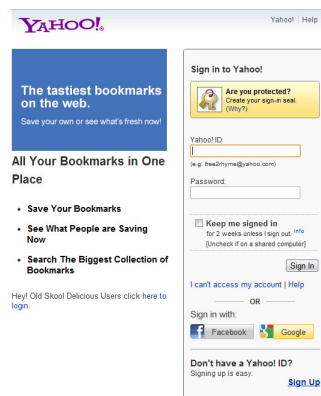 YAHOO!
Yahoo! | Help
The tastiest bookmarks
on the web.
Save your own or see what's fresh now!
All Your Bookmarks in One
Place
• Save Your Bookmarks
• See What People are Saving
Now
• Search The Biggest Collection of
Bookmarks
Hey! Old Skool Delicious Users click here to
login.
Sign in to Yahoo!
Are you protected?
Create your sign-in seal.
(Why?)
Yahoo! ID
(e.g. free2rhyme@yahoo.com)
Password:
Keep me signed in
for 2 weeks unless I sign out. Info
[Uncheck if on a shared computer]
Sign In
I can't access my account | Help
OR
Sign in with:
Facebook
Google
Don't have a Yahoo! ID?
Signing up is easy.
Sign Up